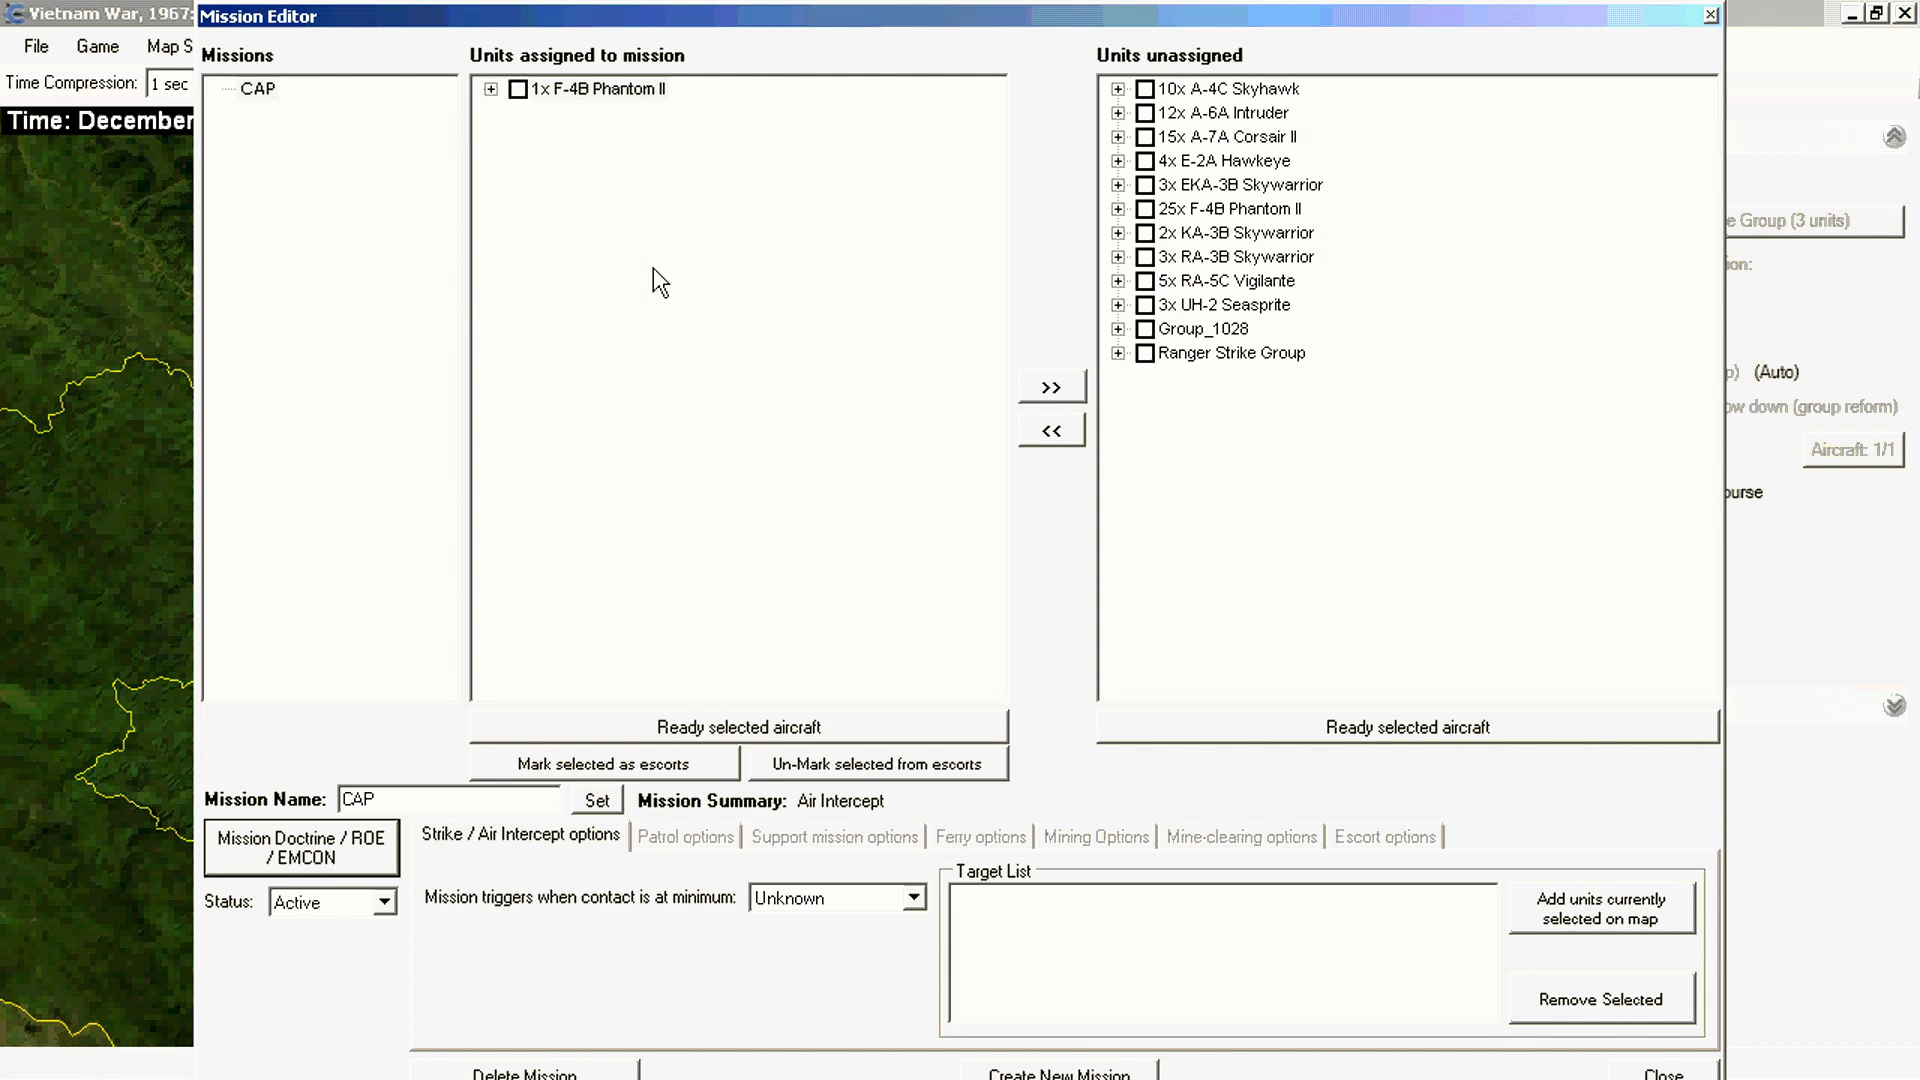 Vietnam War, 1967:
Mission Editor
File Game Map S
Time Compression: 1 sec
Time: December
Missions
CAP
Units assigned to mission
1x F-4B Phantom II
Units unassigned
10x A-4C Skyhawk
12x A-6A Intruder
15x A-7A Corsair II
4x E-2A Hawkeye
3x EKA-3B Skywarrior
25x F-4B Phantom II
2x KA-3B Skywarrior
3x RA-3B Skywarrior
5x RA-5C Vigilante
3x UH-2 Seasprite
Group_1028
Ranger Strike Group
>>
<<
e Group (3 units)
ion:
p) (Auto)
ow down (group reform)
Aircraft: 1/1
ourse
Ready selected aircraft
Ready selected aircraft
Mark selected as escorts
Un-Mark selected from escorts
Mission Name: CAP Set Mission Summary: Air Intercept
Mission Doctrine / ROE
/ EMCON
Status: Active
Strike / Air Intercept options Patrol options Support mission options Ferry options Mining Options Mine-clearing options Escort options
Mission triggers when contact is at minimum: Unknown
Target List
Add units currently
selected on map
Remove Selected
Delete Mission Create New Mission Close